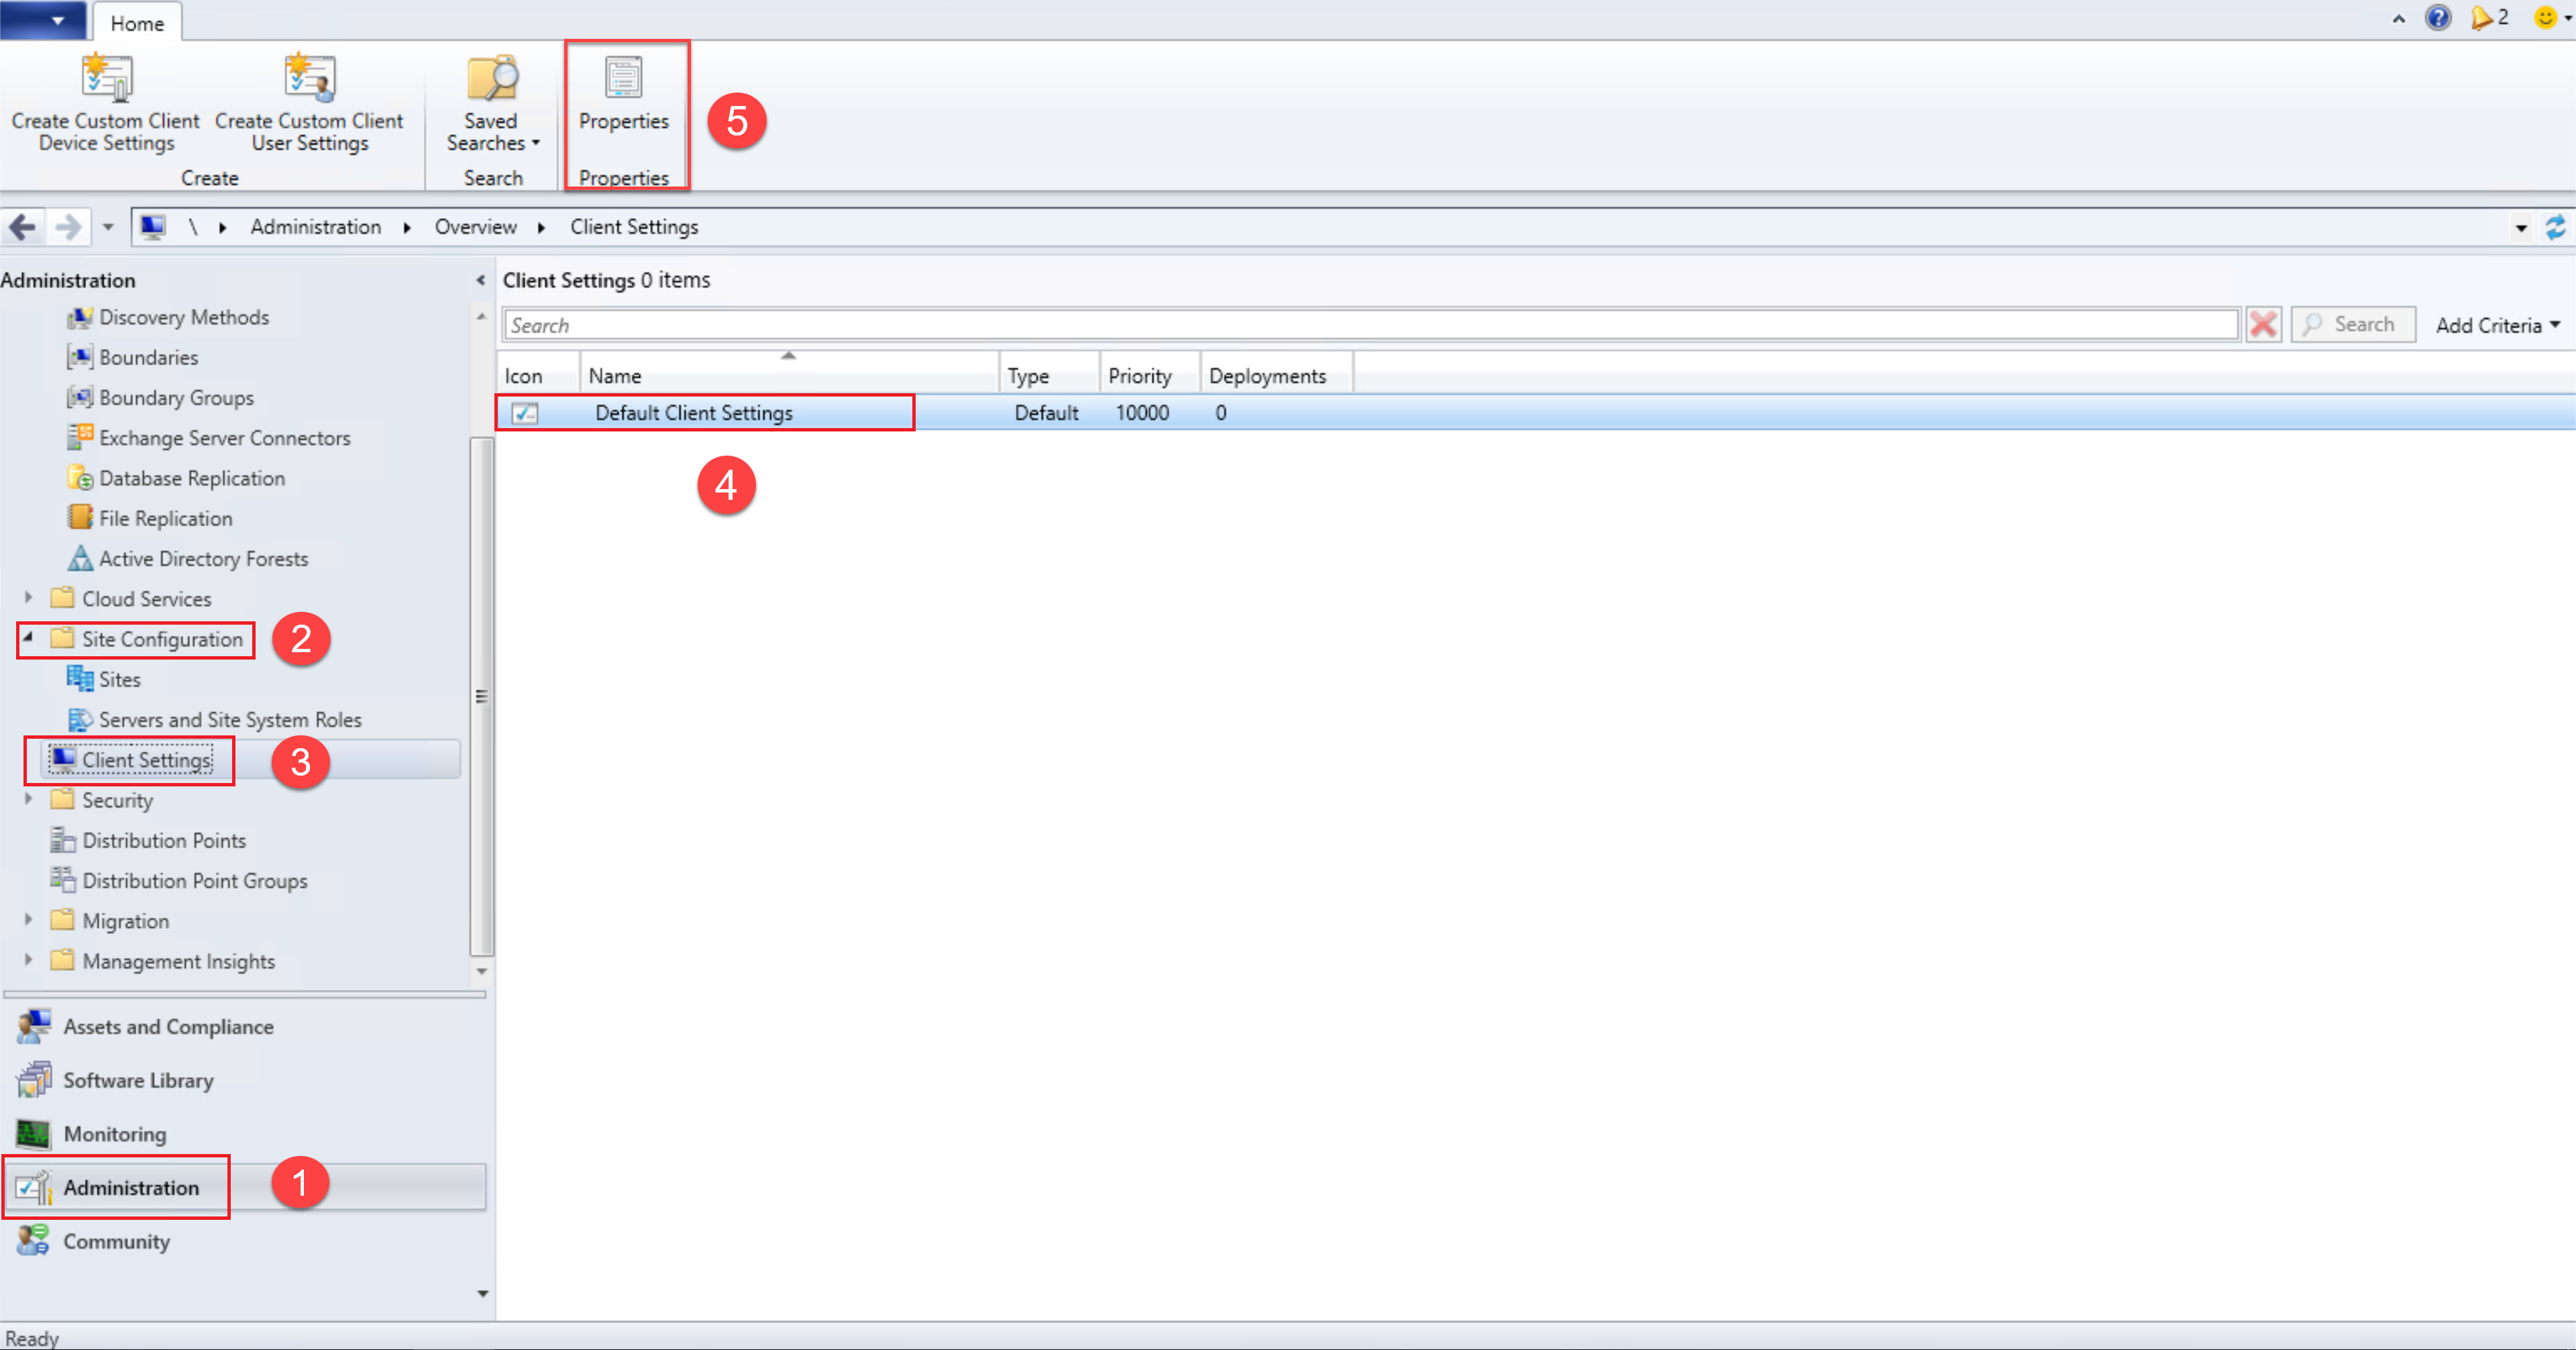 Home
2
Create Custom Client
Device Settings
Create Custom Client
User Settings
Saved
Searches
Properties
5
Create
Search
Properties
\ Administration Overview Client Settings
Administration
Client Settings 0 items
Search
Search
Add Criteria
Icon Name Type Priority Deployments
Default Client Settings Default 10000 0
4
Discovery Methods
Boundaries
Boundary Groups
Exchange Server Connectors
Database Replication
File Replication
Active Directory Forests
Cloud Services
Site Configuration
2
Sites
Servers and Site System Roles
Client Settings
3
Security
Distribution Points
Distribution Point Groups
Migration
Management Insights
Assets and Compliance
Software Library
Monitoring
Administration
1
Community
Ready